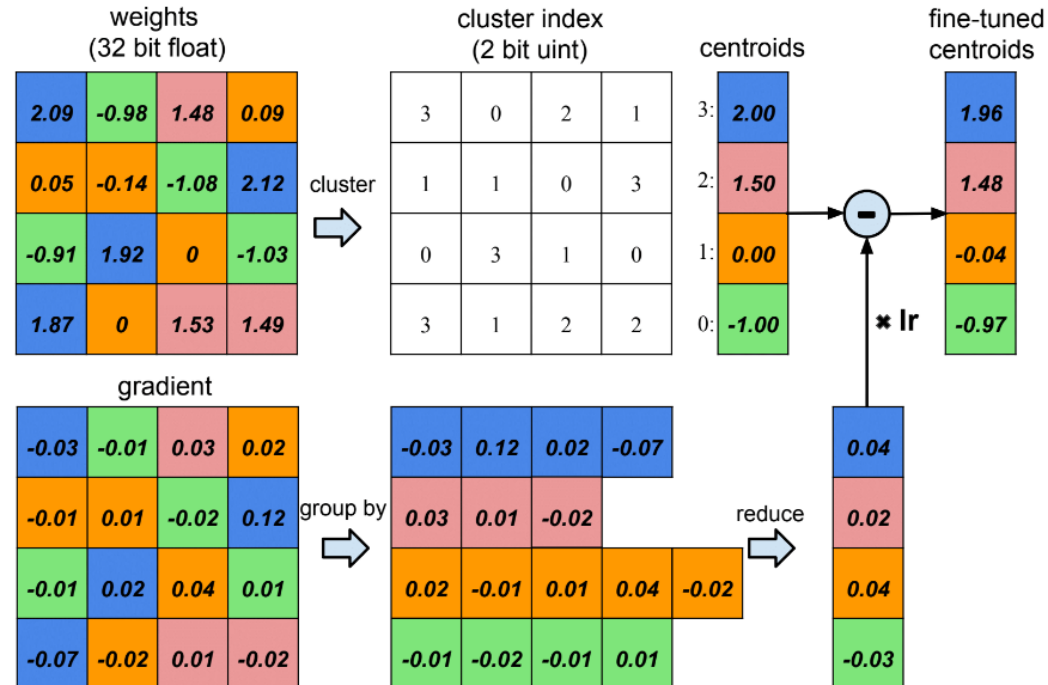 weights
(32 bit float)
cluster index
(2 bit uint)
centroids
fine-tuned
centroids
2.09 -0.98 1.48 0.09
3 0 2 1
3: 2.00
1.96
0.05 -0.14 -1.08 2.12
cluster
1 1 0 3
2: 1.50
1.48
-
-0.91 1.92 0 -1.03
0 3 1 0
1: 0.00
-0.04
1.87 0 1.53 1.49
3 1 2 2
0: -1.00
× lr
-0.97
gradient
-0.03 -0.01 0.03 0.02
-0.03 0.12 0.02 -0.07
0.04
-0.01 0.01 -0.02 0.12
group by
0.03 0.01 -0.02
reduce
0.02
-0.01 0.02 0.04 0.01
0.02 -0.01 0.01 0.04 -0.02
0.04
-0.07 -0.02 0.01 -0.02
-0.01 -0.02 -0.01 0.01
-0.03